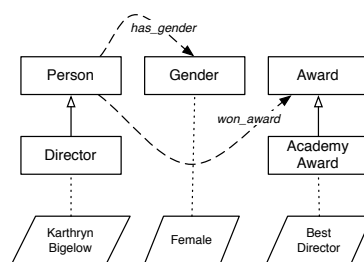 has_gender
Person
Gender
Award
won_award
Director
Academy
Award
Karthryn
Bigelow
Female
Best
Director